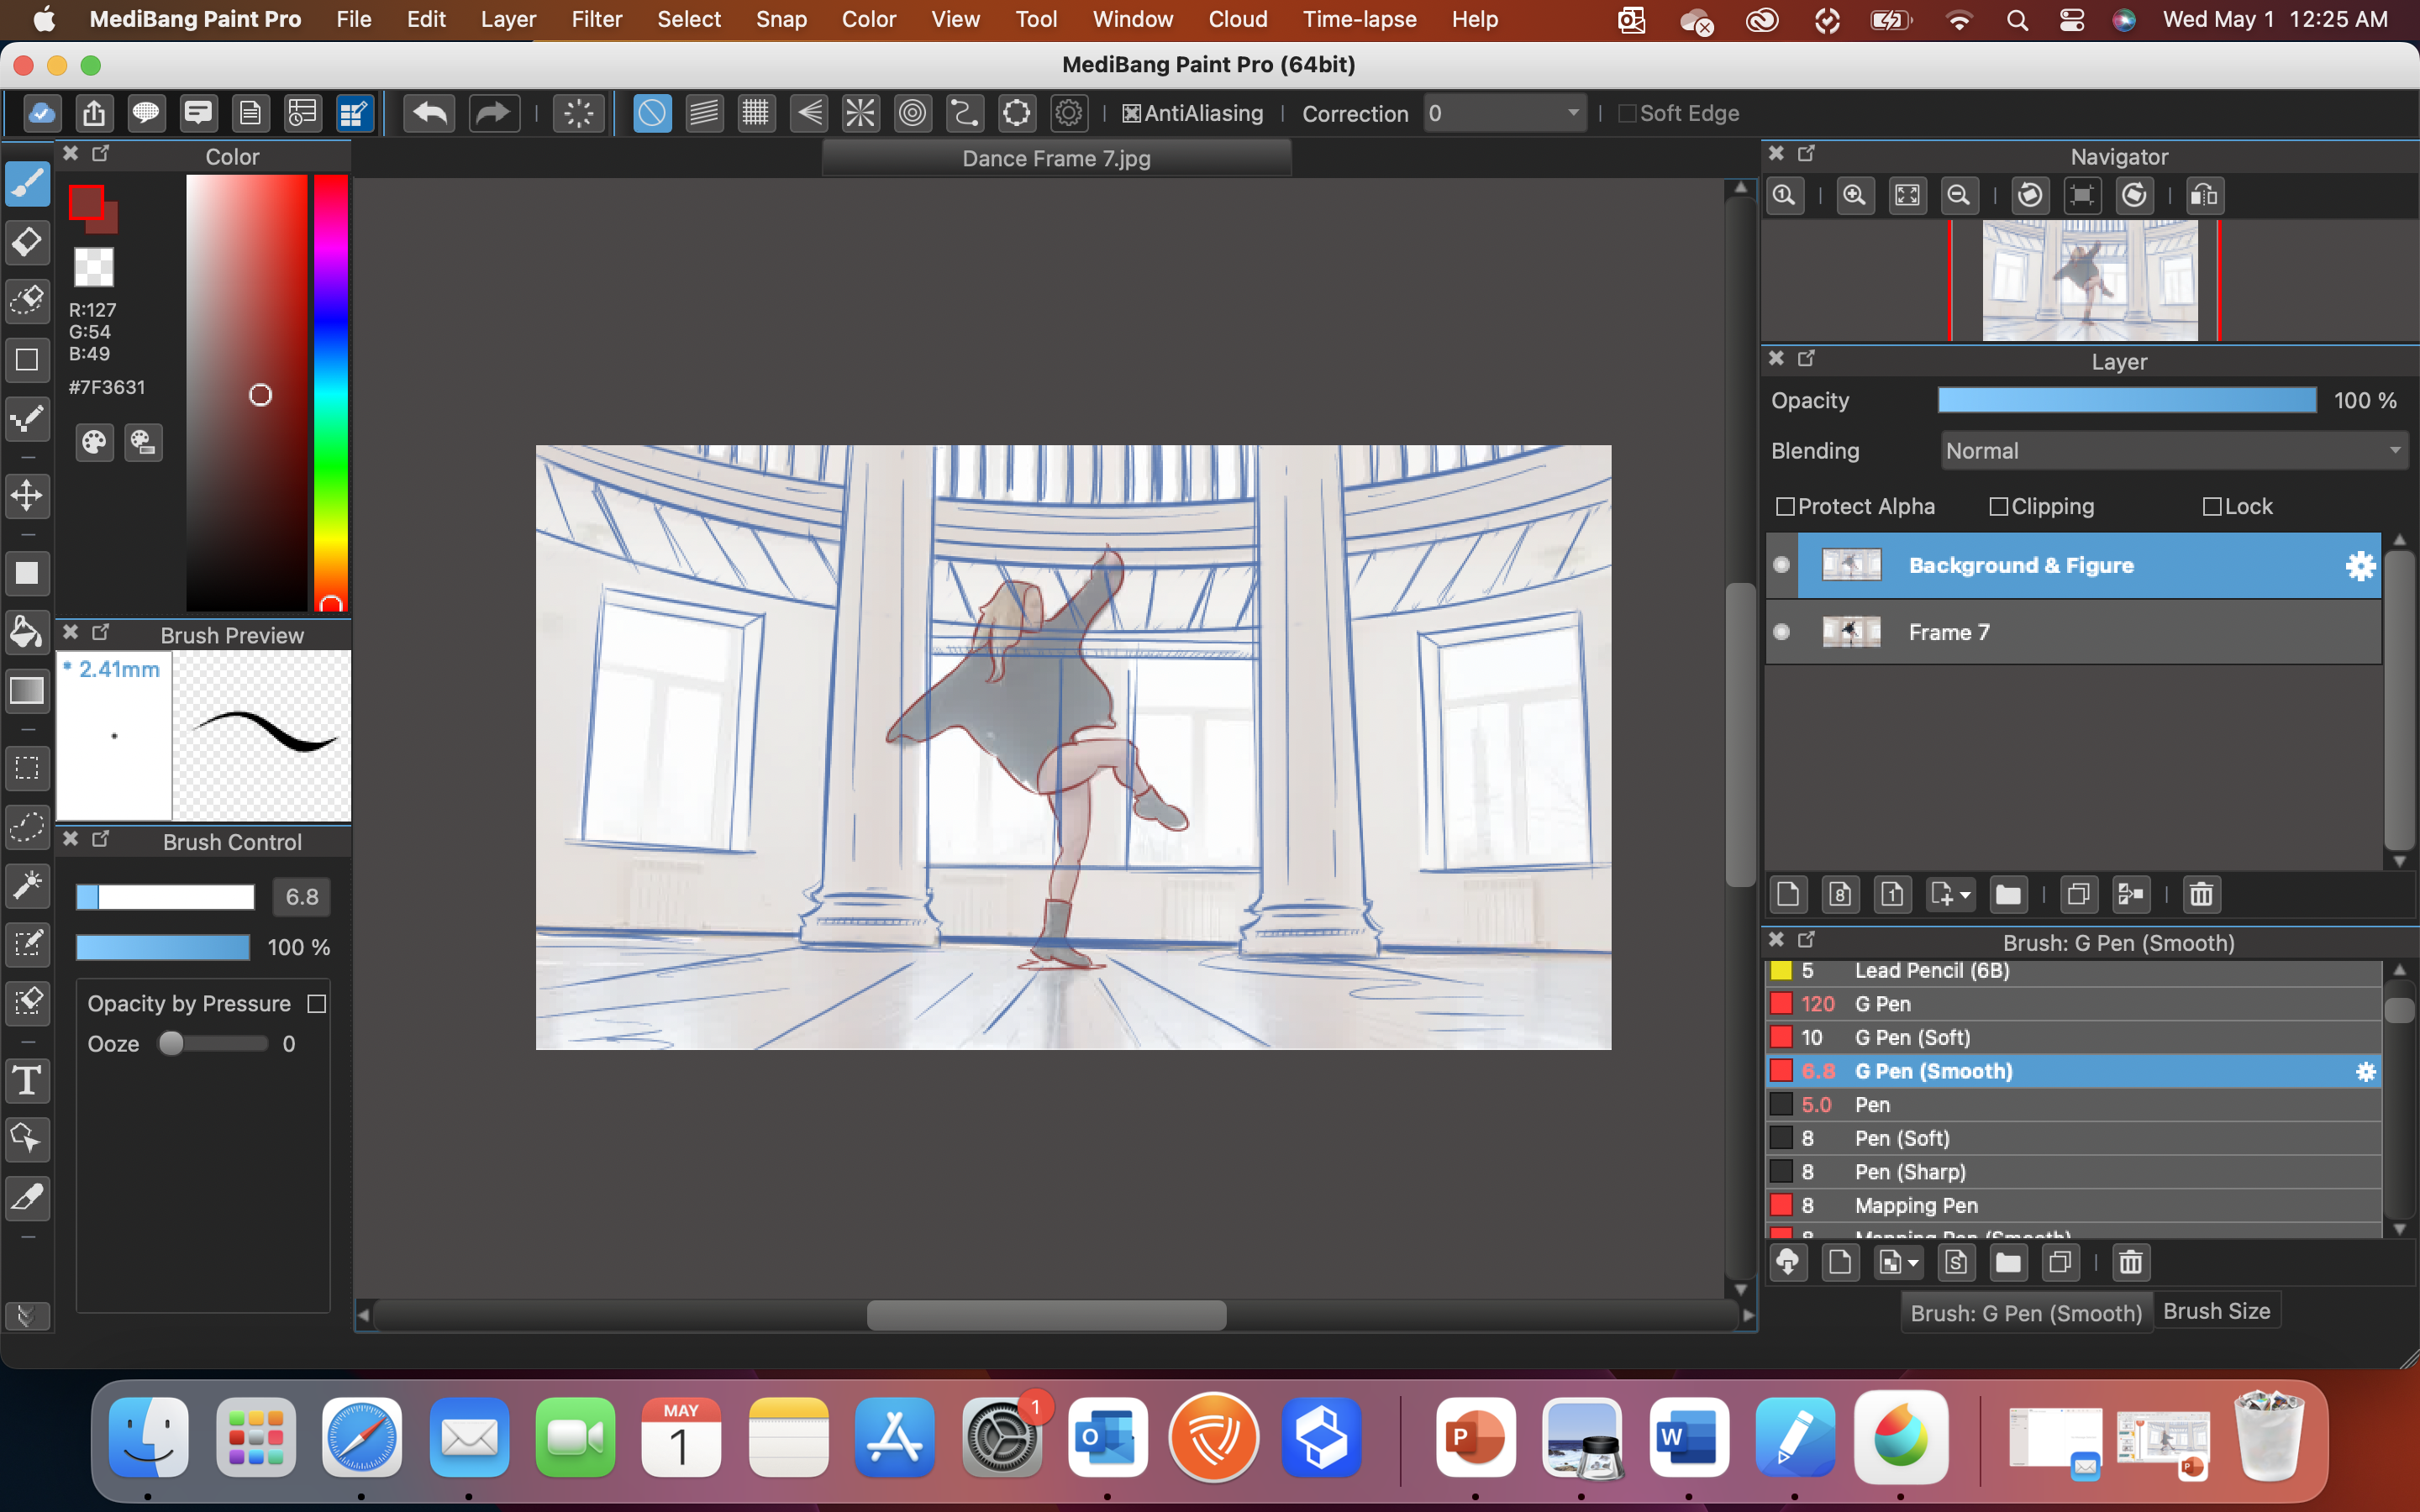 MediBang Paint Pro File Edit Layer Filter Select Snap Color View Tool Window Cloud Time-lapse Help Wed May 1 12:25 AM
MediBang Paint Pro (64bit)
AntiAliasing Correction 0 Soft Edge
Color
Dance Frame 7.jpg
Navigator
R:127
G:54
B:49
#7F3631
Layer
Opacity 100 %
Blending Normal
Protect Alpha Clipping Lock
Background & Figure
Frame 7
Brush Preview
* 2.41mm
Brush Control
6.8
100 %
Opacity by Pressure
Ooze 0
Brush: G Pen (Smooth)
5 Lead Pencil (6B)
120 G Pen
10 G Pen (Soft)
6.8 G Pen (Smooth)
5.0 Pen
8 Pen (Soft)
8 Pen (Sharp)
8 Mapping Pen
8 Mapping Pen (Smooth)
Brush: G Pen (Smooth) Brush Size
MAY
1
1